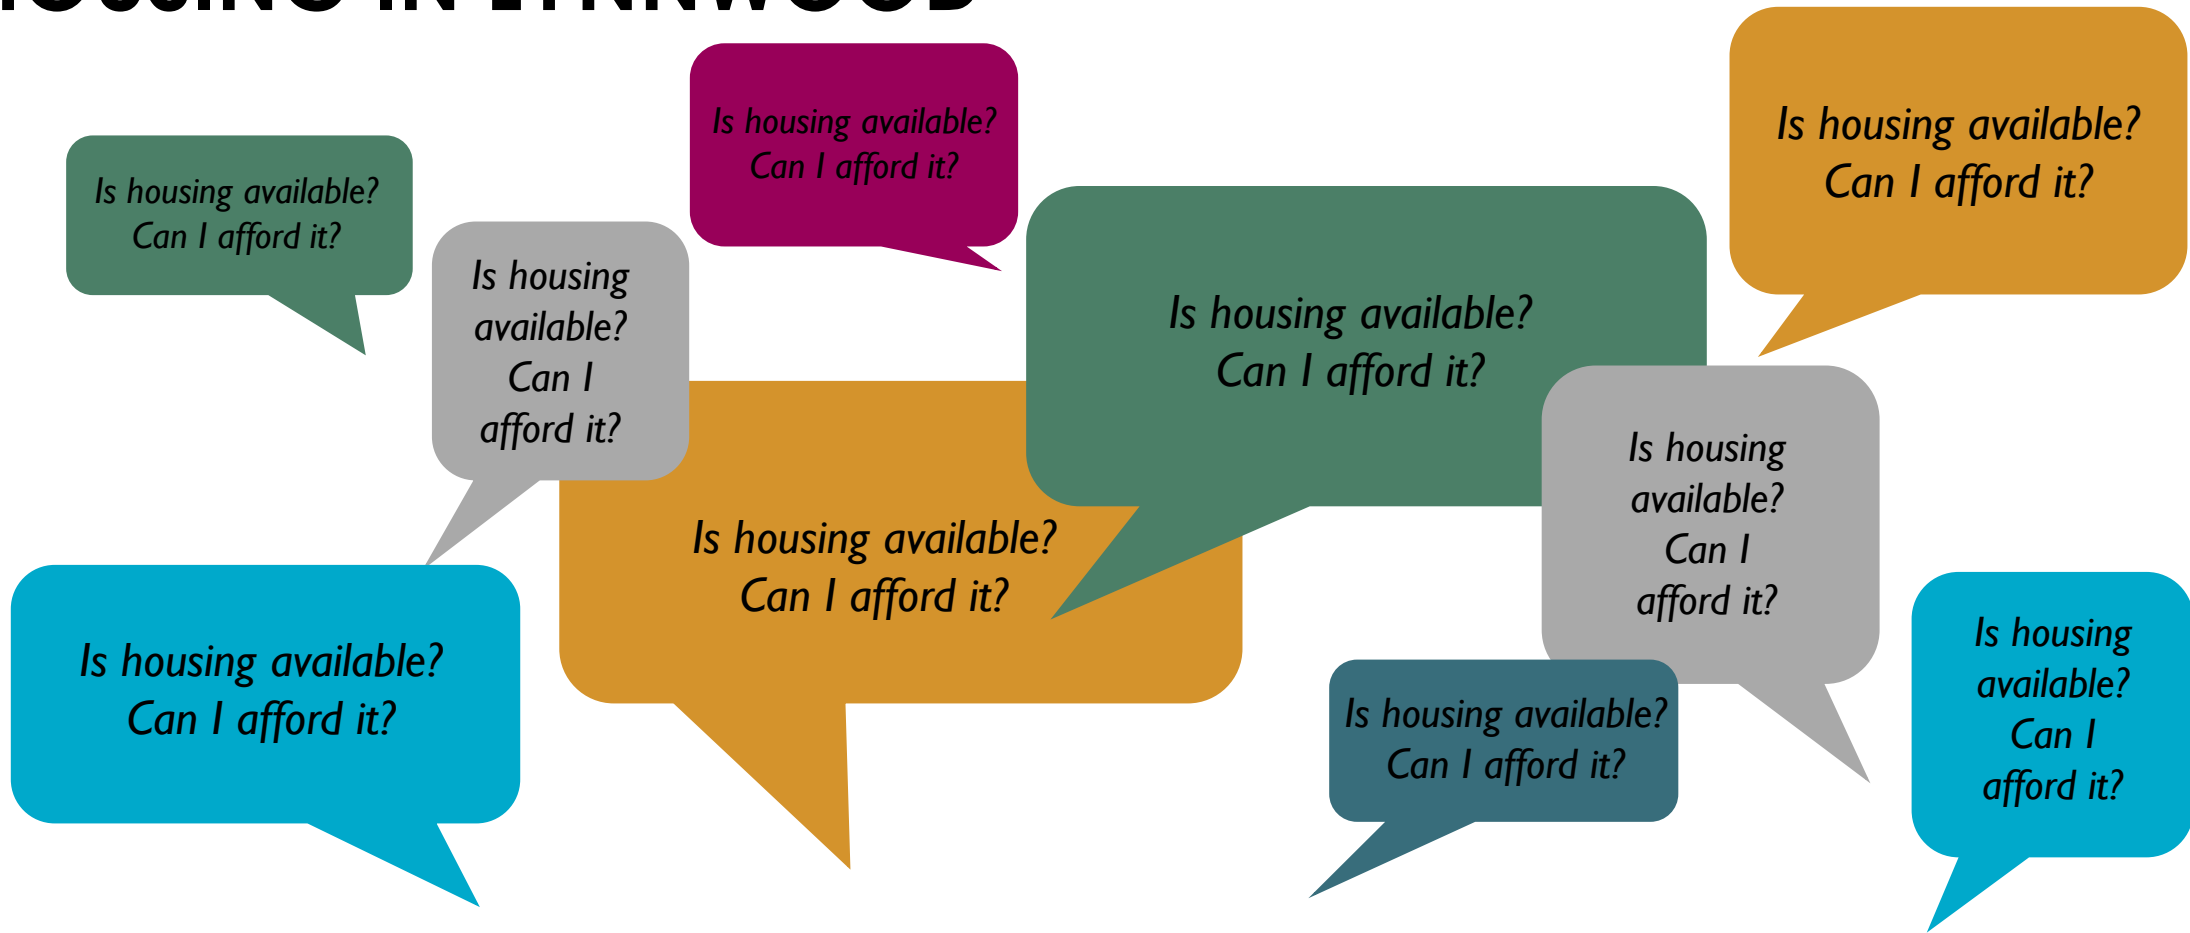 HOUSING IN LYNNWOOD
Is housing available?
Can I afford it?
Is housing available?
Can I afford it?
Is housing available?
Can I afford it?
Is housing
available?
Can I
afford it?
Is housing available?
Can I afford it?
Is housing
available?
Can I
afford it?
Is housing available?
Can I afford it?
Is housing available?
Can I afford it?
Is housing available?
Can I afford it?
Is housing
available?
Can I
afford it?